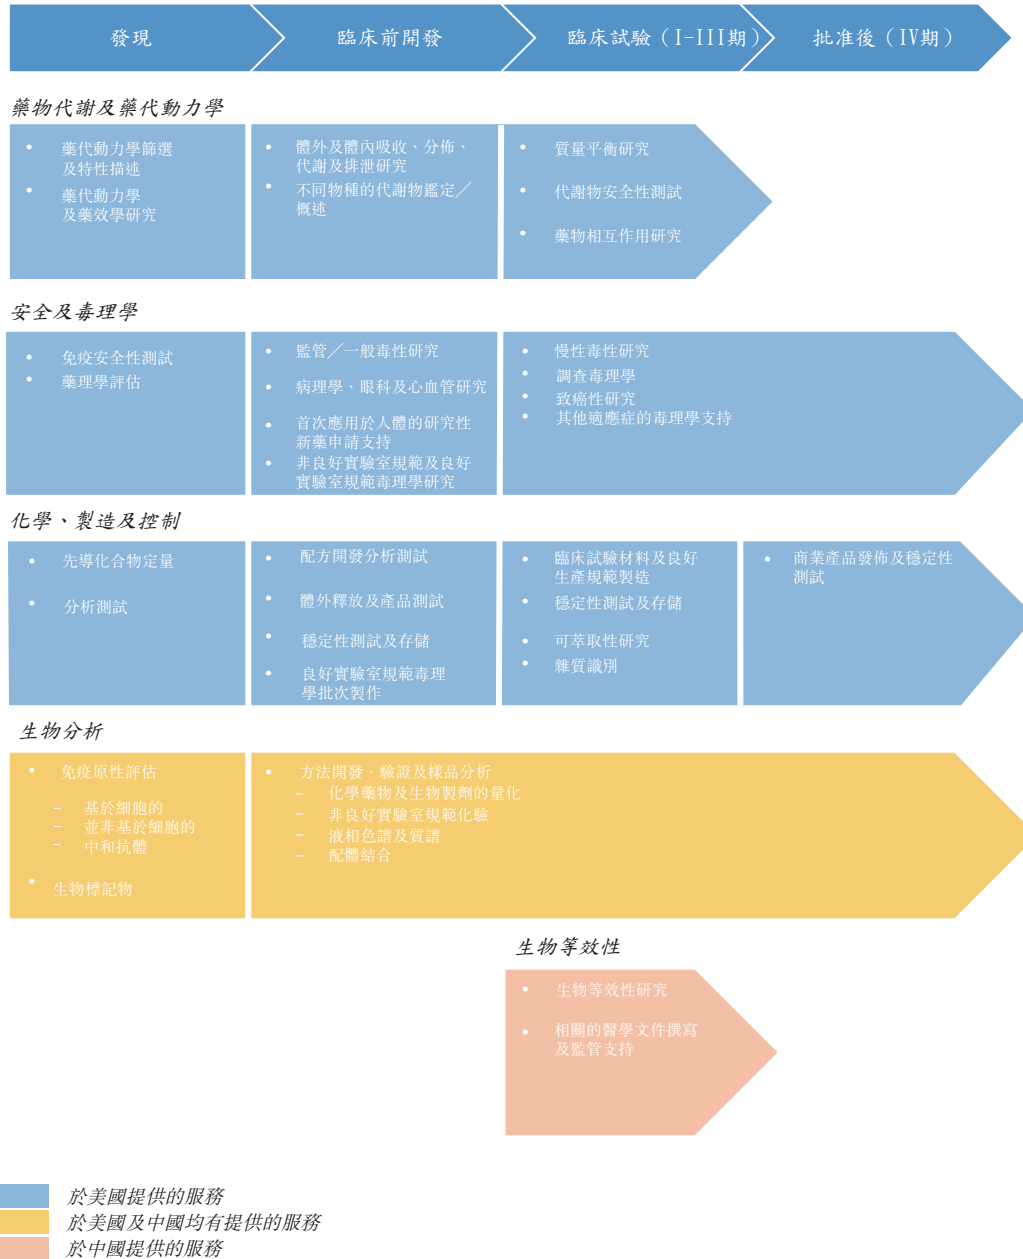 發現
臨床前開發
臨床試驗（I-III期）
批准後（IV期）
藥物代謝及藥代動力學
• 藥代動力學篩選
及特性描述
• 藥代動力學
及藥效學研究
• 體外及體內吸收、分佈、
代謝及排泄研究
• 不同物種的代謝物鑑定／
概述
• 質量平衡研究
• 代謝物安全性測試
• 藥物相互作用研究
安全及毒理學
• 免疫安全性測試
• 藥理學評估
• 監管／一般毒性研究
• 病理學、眼科及心血管研究
• 首次應用於人體的研究性
新藥申請支持
• 非良好實驗室規範及良好
實驗室規範毒理學研究
• 慢性毒性研究
• 調查毒理學
• 致癌性研究
• 其他適應症的毒理學支持
化學、製造及控制
• 先導化合物定量
• 分析測試
• 配方開發分析測試
• 體外釋放及產品測試
• 穩定性測試及存儲
• 良好實驗室規範毒理
學批次製作
• 臨床試驗材料及良好
生產規範製造
• 穩定性測試及存儲
• 可萃取性研究
• 雜質識別
• 商業產品發佈及穩定性
測試
生物分析
• 免疫原性評估
– 基於細胞的
– 並非基於細胞的
– 中和抗體
• 生物標記物
• 方法開發、驗證及樣品分析
– 化學藥物及生物製劑的量化
– 非良好實驗室規範化驗
– 液相色譜及質譜
– 配體結合
生物等效性
• 生物等效性研究
• 相關的醫學文件撰寫
及監管支持
於美國提供的服務
於美國及中國均有提供的服務
於中國提供的服務